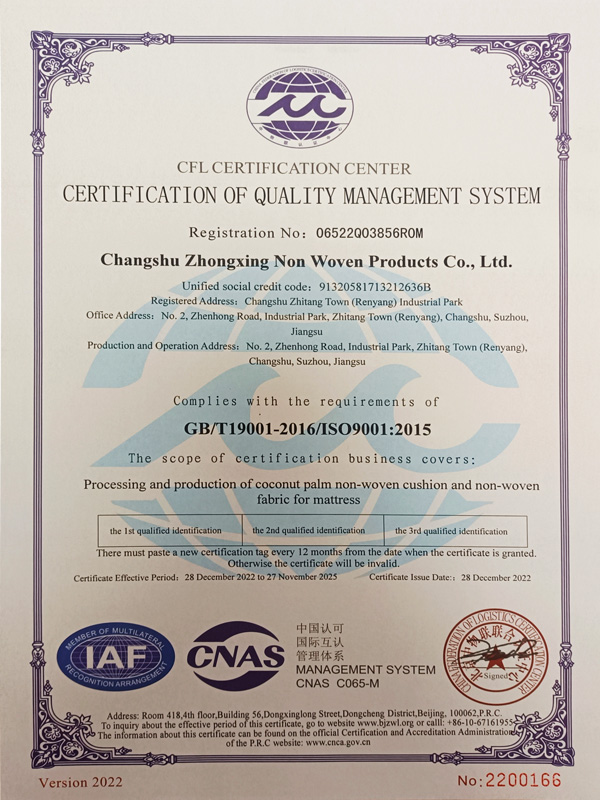 CFL CERTIFICATION CENTER
CERTIFICATION OF QUALITY MANAGEMENT SYSTEM
Registration No: 06522Q03856R0M
Changshu Zhongxing Non Woven Products Co., Ltd.
Unified social credit code: 91320581713212636B
Registered Address: Changshu Zhitang Town (Renyang) Industrial Park
Office Address: No. 2, Zhenhong Road, Industrial Park, Zhitang Town (Renyang), Changshu, Suzhou,
Jiangsu
Production and Operation Address: No. 2, Zhenhong Road, Industrial Park, Zhitang Town (Renyang),
Changshu, Suzhou, Jiangsu
Complies with the requirements of
GB/T19001-2016/ISO9001:2015
The scope of certification business covers:
Processing and production of coconut palm non-woven cushion and non-woven
fabric for mattress
the 1st qualified identification
the 2nd qualified identification
the 3rd qualified identification
There must paste a new certification tag every 12 months from the date when the certificate is granted.
Otherwise the certificate will be invalid.
Certificate Effective Period: 28 December 2022 to 27 November 2025 Certificate Issue Date:: 28 December 2022
MEMBER OF MULTILATERAL
IAF
RECOGNITION ARRANGEMENT
CNAS
中国认可
国际互认
管理体系
MANAGEMENT SYSTEM
CNAS C065-M
Signed
Address: Room 418,4th floor,Building 56,Dongxinglong Street,Dongcheng District,Beijing, 100062,P.R.C.
To inquiry about the effective period of this certificate, go to website www.bjzwl.org or calll: +86-10-67161955
The information about this certificate can be found on the official Certification and Accreditation Administration
of the P.R.C website: www.cnca.gov.cn
Version 2022
No:2200166